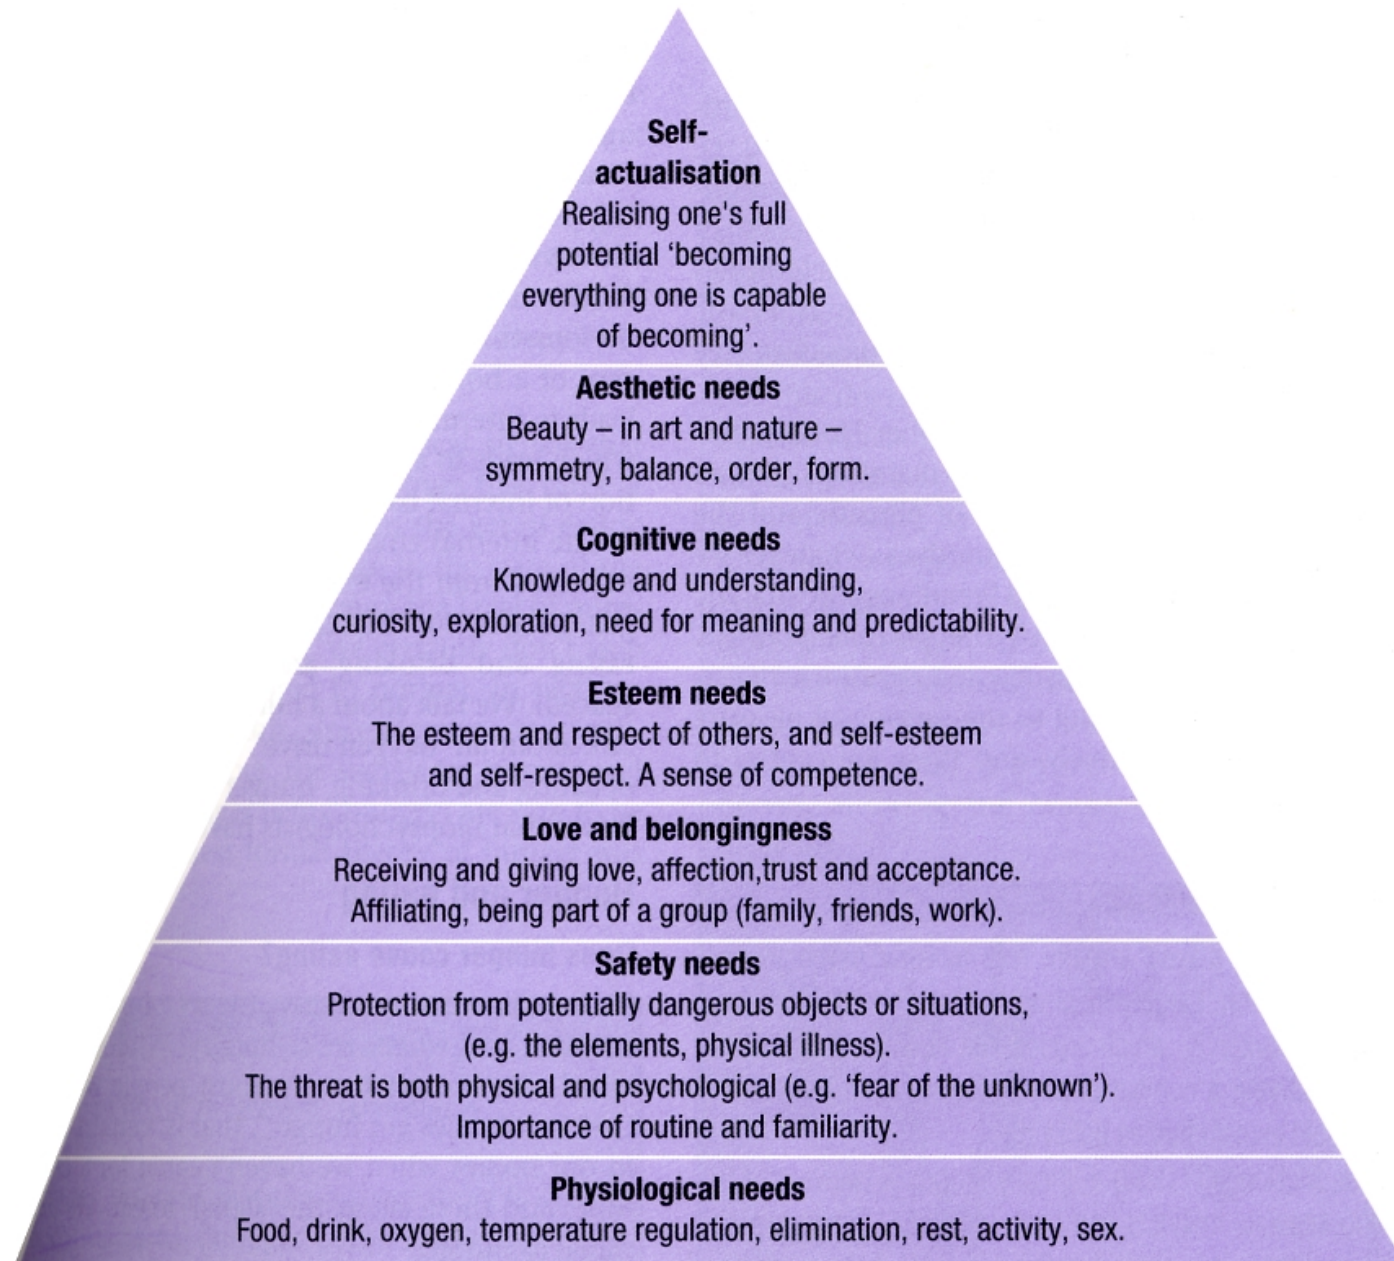 Self-
actualisation
Realising one's full
potential ‘becoming
everything one is capable
of becoming’.
Aesthetic needs
Beauty – in art and nature –
symmetry, balance, order, form.
Cognitive needs
Knowledge and understanding,
curiosity, exploration, need for meaning and predictability.
Esteem needs
The esteem and respect of others, and self-esteem
and self-respect. A sense of competence.
Love and belongingness
Receiving and giving love, affection,trust and acceptance.
Affiliating, being part of a group (family, friends, work).
Safety needs
Protection from potentially dangerous objects or situations,
(e.g. the elements, physical illness).
The threat is both physical and psychological (e.g. ‘fear of the unknown’).
Importance of routine and familiarity.
Physiological needs
Food, drink, oxygen, temperature regulation, elimination, rest, activity, sex.